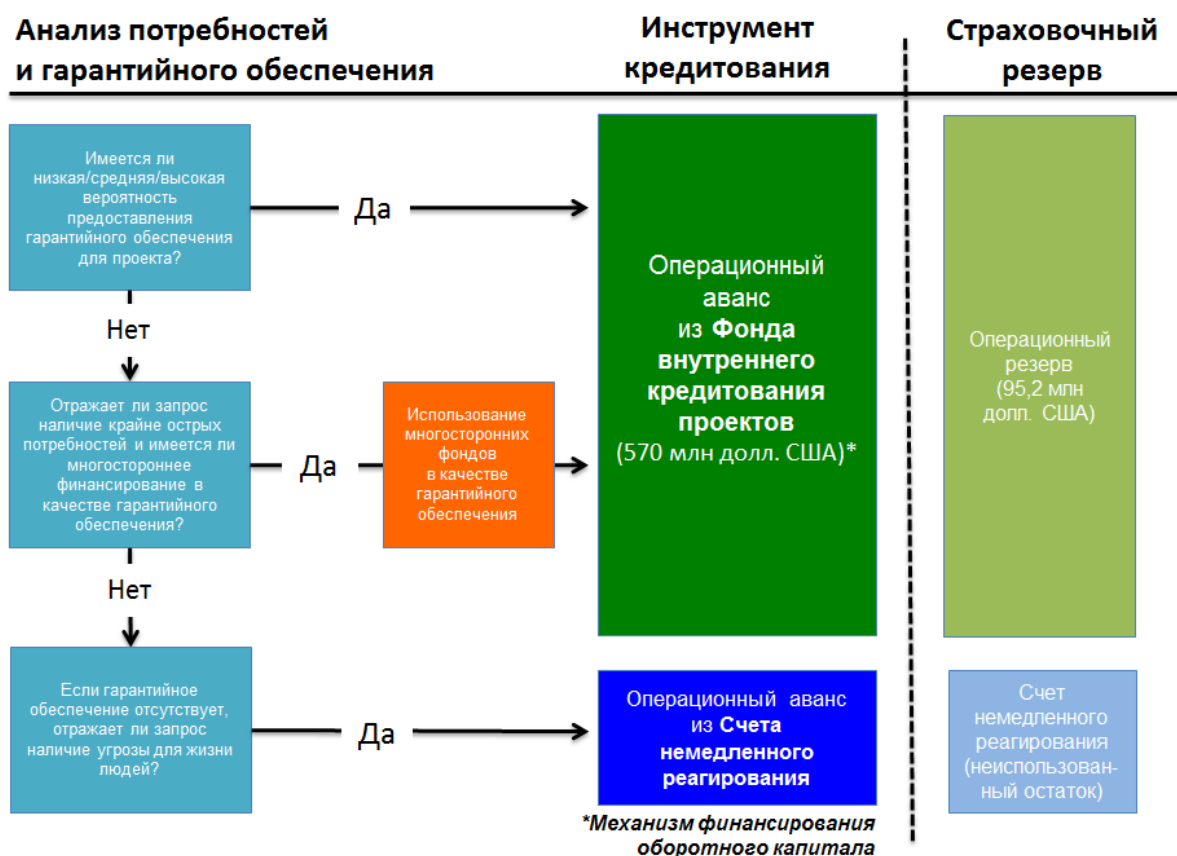 Анализ потребностей
и гарантийного обеспечения
Инструмент
кредитования
Страховочный
резерв
Имеется ли
низкая/средняя/высокая
вероятность
предоставления
гарантийного обеспечения
для проекта?
Да
Операционный
аванс
из Фонда
внутреннего
кредитования
проектов
(570 млн долл. США)*
Операционный
резерв
(95,2 млн
долл. США)
Нет
Отражает ли запрос
наличие крайне острых
потребностей и имеется ли
многостороннее
финансирование в
качестве гарантийного
обеспечения?
Да
Использование
многосторонних
фондов
в качестве
гарантийного
обеспечения
Нет
Если гарантийное
обеспечение отсутствует,
отражает ли запрос
наличие угрозы для жизни
людей?
Да
Операционный аванс
из Счета
немедленного
реагирования
Счет
немедленного
реагирования
(неиспользован-
ный остаток)
*Механизм финансирования
оборотного капитала